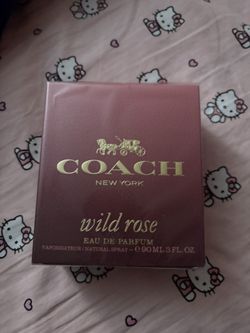 COACH
NEW YORK
wild rose
EAU DE PARFUM
VAPORISATEUR / NATURAL SPRAY - ℮ 90 ML 3 FL. OZ.